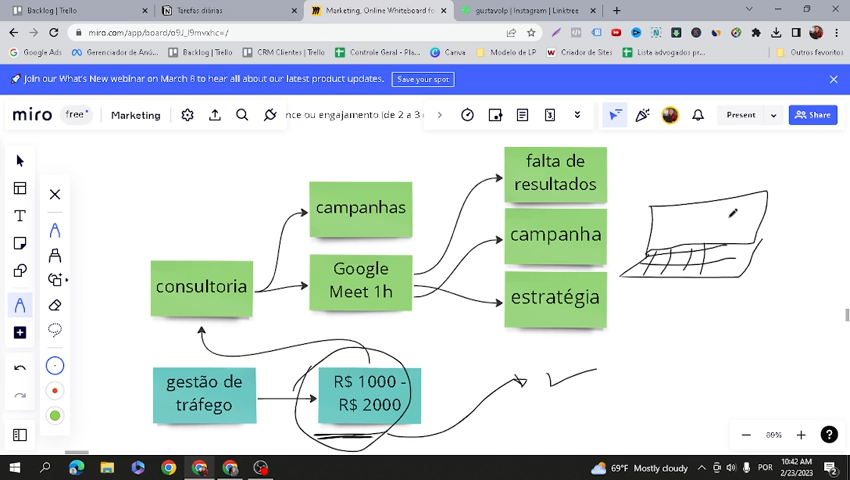 Backlog | Trello
Tarefas diárias
Marketing, Online Whiteboard fo
gustavolp | Instagram | Linktree
miro.com/app/board/o9J_l9mvxhc=/
Google Ads
Gerenciador de Anú...
Backlog | Trello
CRM Clientes | Trello
Controle Geral - Pla...
Canva
Modelo de LP
Criador de Sites
Lista advogados pr...
Outros favoritos
Join our What's New webinar on March 8 to hear all about our latest product updates.
Save your spot
miro
free
Marketing
nce ou engajamento (de 2 a 3
Present
Share
falta de
resultados
campanhas
campanha
Google
Meet 1h
consultoria
estratégia
gestão de
tráfego
R$ 1000 -
R$ 2000
89%
69°F Mostly cloudy
POR
10:42 AM
2/23/2023